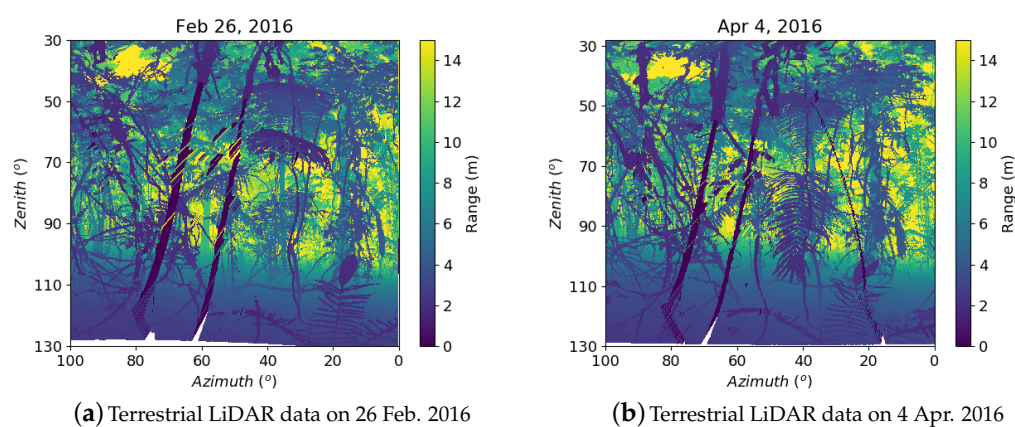 Feb 26, 2016
30
50
70
90
110
130
Zenith (°)
100 80 60 40 20 0
Azimuth (°)
14
12
10
8
6
4
2
0
Range (m)
(a) Terrestrial LiDAR data on 26 Feb. 2016
Apr 4, 2016
30
50
70
90
110
130
Zenith (°)
100 80 60 40 20 0
Azimuth (°)
14
12
10
8
6
4
2
0
Range (m)
(b) Terrestrial LiDAR data on 4 Apr. 2016